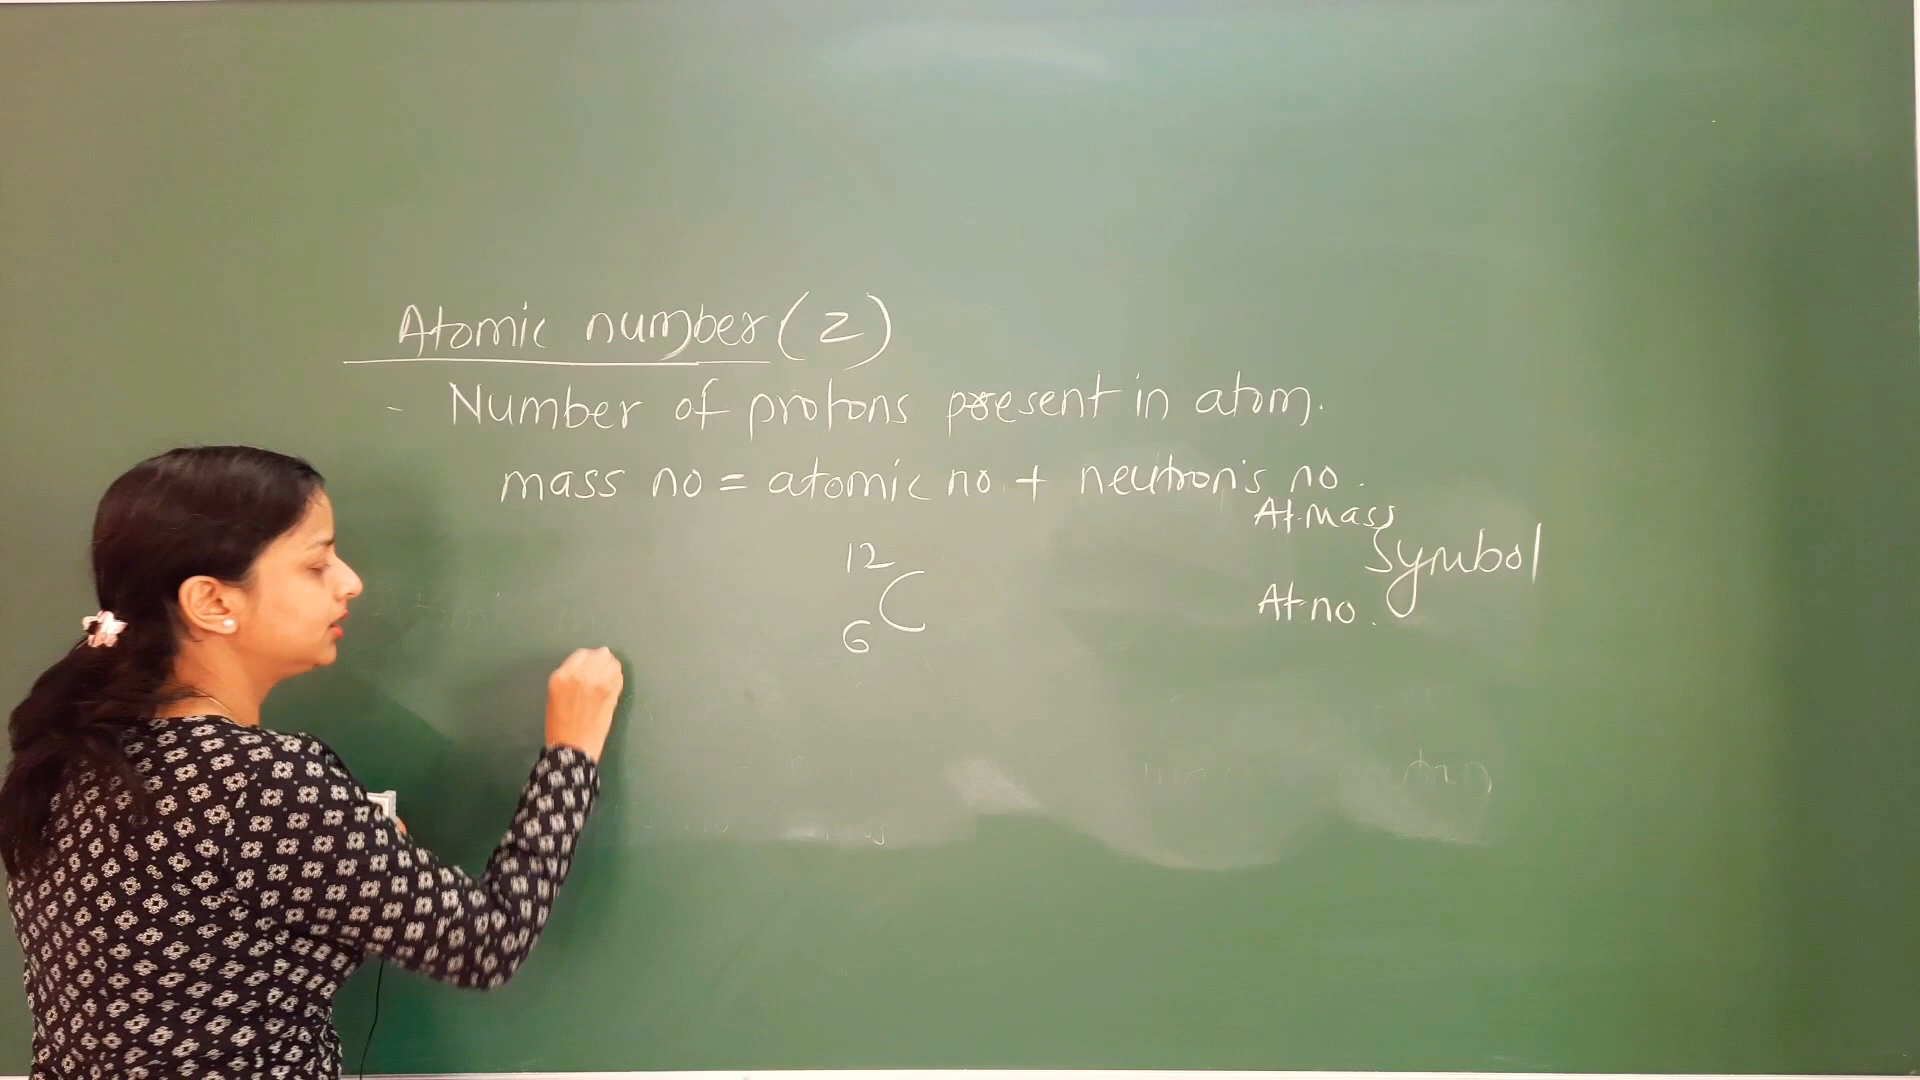 Atomic number (Z)
- Number of protons present in atom.
mass no = atomic no + neutron's no.
At. Mass
Symbol
At no.
12
C
6